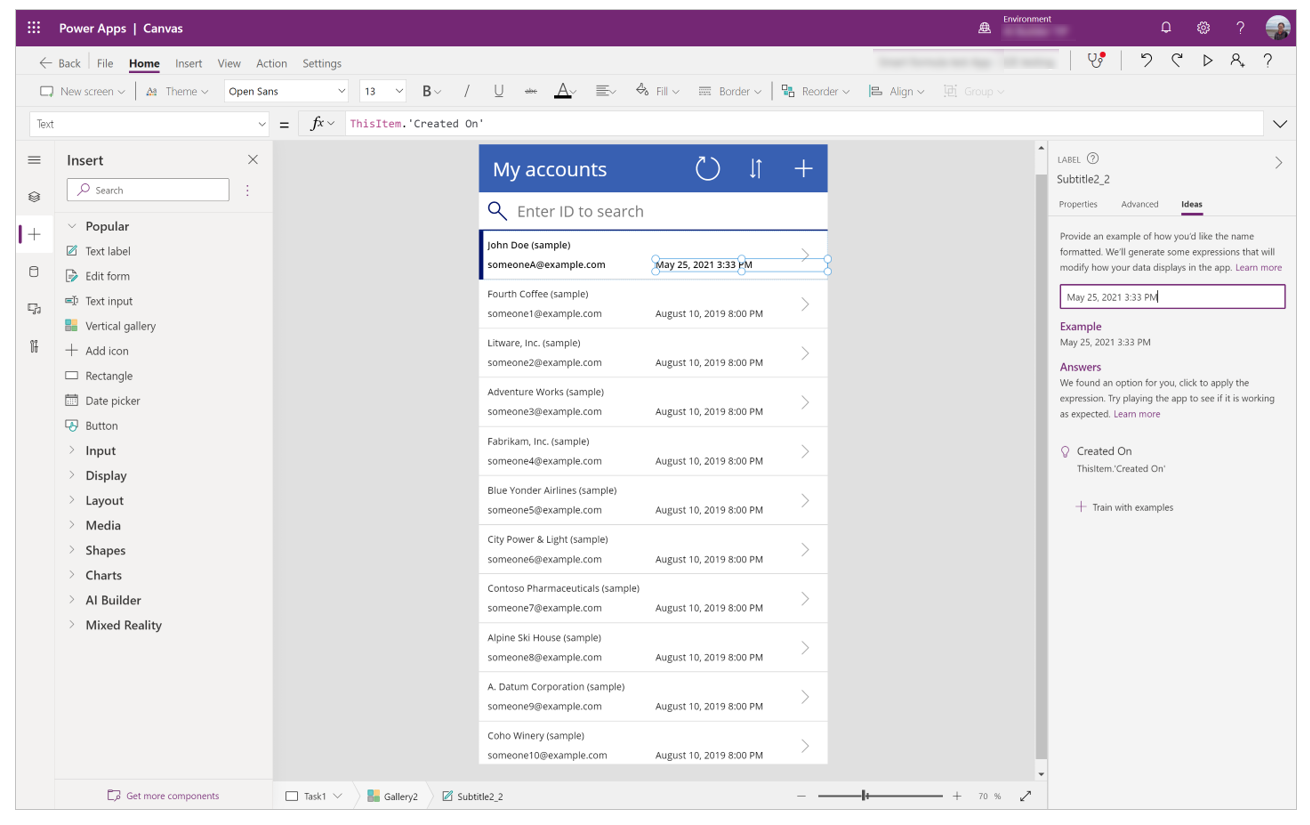 Power Apps | Canvas
Environment
Back File Home Insert View Action Settings
New screen Theme Open Sans 13 B / U abc A Fill Border Reorder Align Group
Text = fx ThisItem.'Created On'
Insert
Search
Popular
Text label
Edit form
Text input
Vertical gallery
Add icon
Rectangle
Date picker
Button
Input
Display
Layout
Media
Shapes
Charts
AI Builder
Mixed Reality
Get more components
My accounts
Enter ID to search
John Doe (sample)
someoneA@example.com May 25, 2021 3:33 PM
Fourth Coffee (sample)
someone1@example.com August 10, 2019 8:00 PM
Litware, Inc. (sample)
someone2@example.com August 10, 2019 8:00 PM
Adventure Works (sample)
someone3@example.com August 10, 2019 8:00 PM
Fabrikam, Inc. (sample)
someone4@example.com August 10, 2019 8:00 PM
Blue Yonder Airlines (sample)
someone5@example.com August 10, 2019 8:00 PM
City Power & Light (sample)
someone6@example.com August 10, 2019 8:00 PM
Contoso Pharmaceuticals (sample)
someone7@example.com August 10, 2019 8:00 PM
Alpine Ski House (sample)
someone8@example.com August 10, 2019 8:00 PM
A. Datum Corporation (sample)
someone9@example.com August 10, 2019 8:00 PM
Coho Winery (sample)
someone10@example.com August 10, 2019 8:00 PM
Task1 Gallery2 Subtitle2_2
70 %
LABEL
Subtitle2_2
Properties Advanced Ideas
Provide an example of how you'd like the name
formatted. We'll generate some expressions that will
modify how your data displays in the app. Learn more
May 25, 2021 3:33 PM
Example
May 25, 2021 3:33 PM
Answers
We found an option for you, click to apply the
expression. Try playing the app to see if it is working
as expected. Learn more
Created On
ThisItem.'Created On'
Train with examples